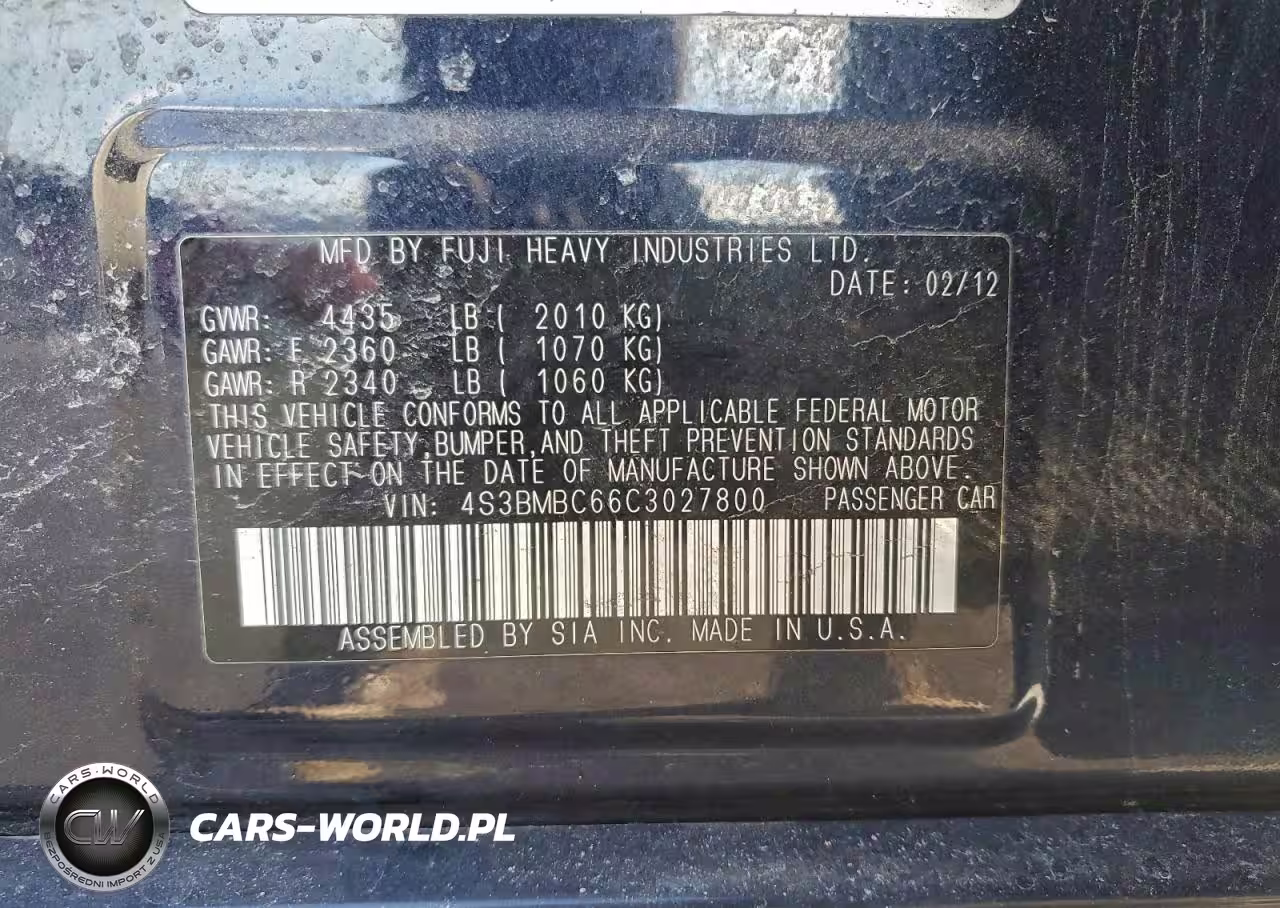 MFD BY FUJI HEAVY INDUSTRIES LTD.
DATE: 02/12
GVWR: 4435 LB ( 2010 KG)
GAWR: F 2360 LB ( 1070 KG)
GAWR: R 2340 LB ( 1060 KG)
THIS VEHICLE CONFORMS TO ALL APPLICABLE FEDERAL MOTOR
VEHICLE SAFETY, BUMPER, AND THEFT PREVENTION STANDARDS
IN EFFECT ON THE DATE OF MANUFACTURE SHOWN ABOVE.
VIN: 4S3BMBC66C3027800 PASSENGER CAR
ASSEMBLED BY SIA INC. MADE IN U.S.A.
CARS-WORLD
CW
BEZPOŚREDNI IMPORT Z USA
CARS-WORLD.PL